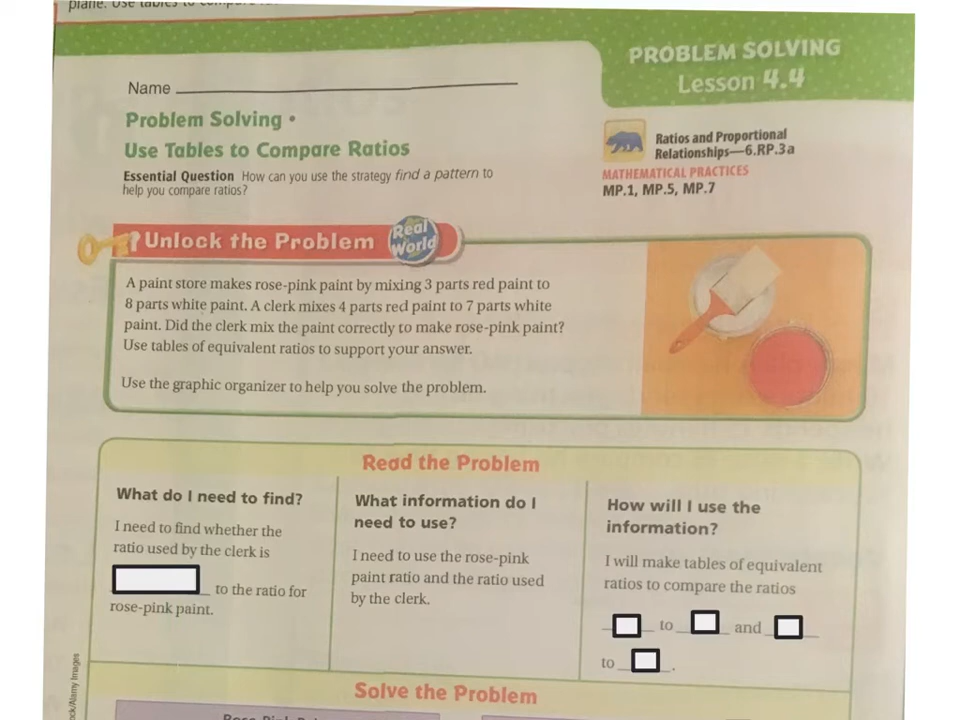 PROBLEM SOLVING
Lesson 4.4
Name
Problem Solving •
Use Tables to Compare Ratios
Essential Question How can you use the strategy find a pattern to
help you compare ratios?
Ratios and Proportional
Relationships—6.RP.3a
MATHEMATICAL PRACTICES
MP.1, MP.5, MP.7
Unlock the Problem
Real
World
A paint store makes rose-pink paint by mixing 3 parts red paint to
8 parts white paint. A clerk mixes 4 parts red paint to 7 parts white
paint. Did the clerk mix the paint correctly to make rose-pink paint?
Use tables of equivalent ratios to support your answer.
Use the graphic organizer to help you solve the problem.
Read the Problem
What do I need to find?
I need to find whether the
ratio used by the clerk is
to the ratio for
rose-pink paint.
What information do I
need to use?
I need to use the rose-pink
paint ratio and the ratio used
by the clerk.
How will I use the
information?
I will make tables of equivalent
ratios to compare the ratios
to and
to .
Solve the Problem